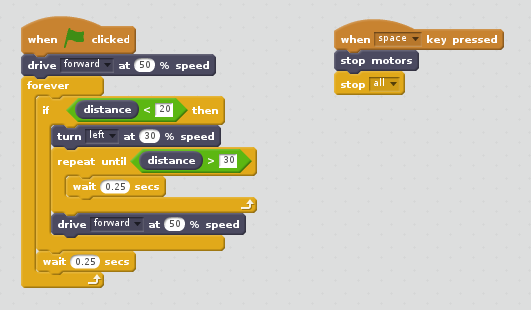 when clicked
drive forward at 50 % speed
forever
if distance < 20 then
turn left at 30 % speed
repeat until distance > 30
wait 0.25 secs
drive forward at 50 % speed
wait 0.25 secs
when space key pressed
stop motors
stop all